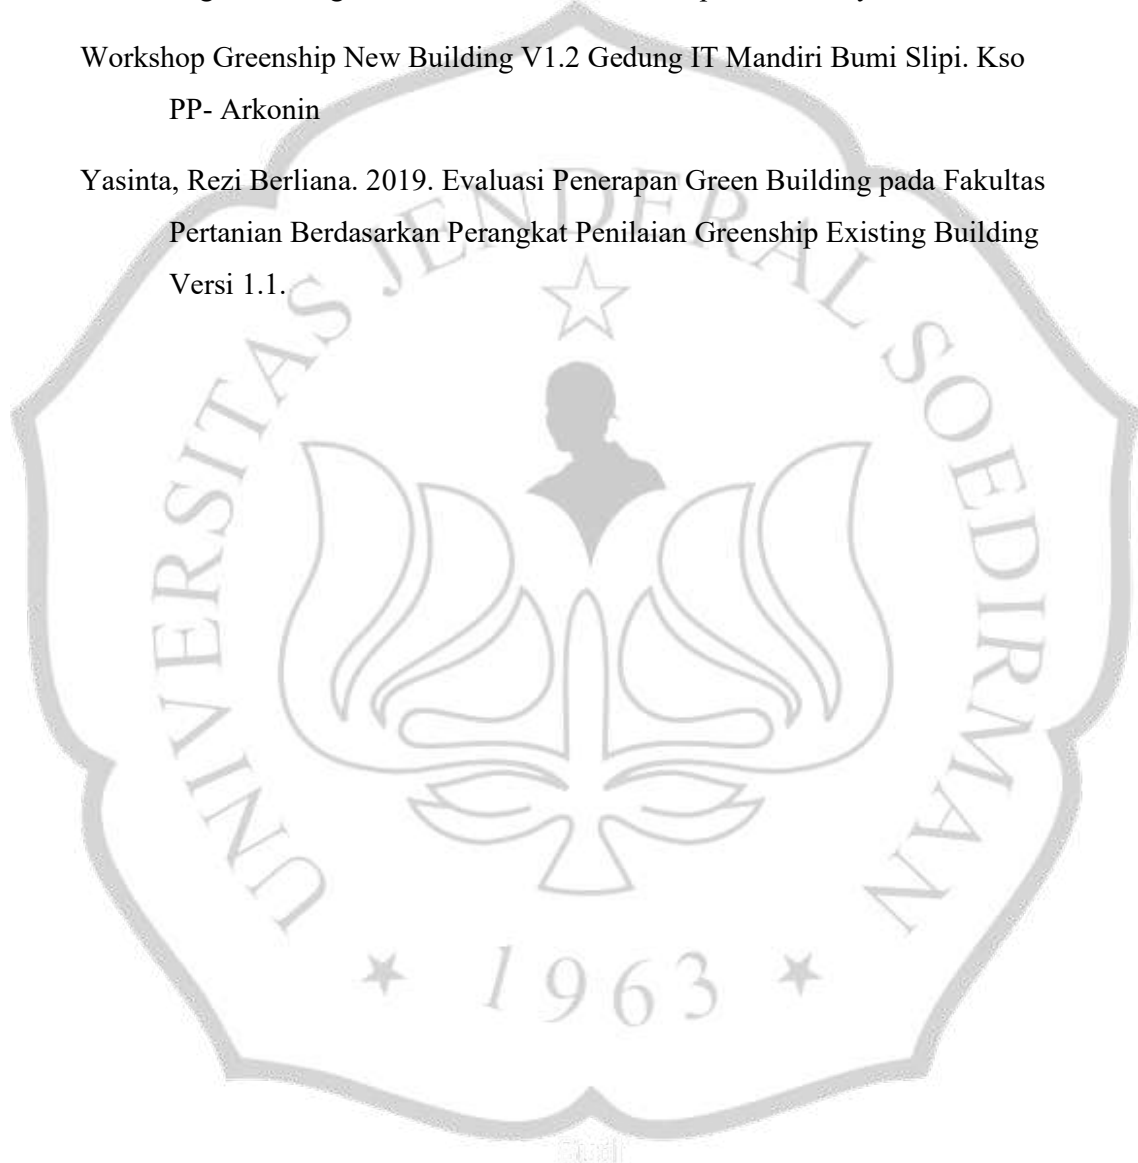 Workshop Greenship New Building V1.2 Gedung IT Mandiri Bumi Slipi. Kso
PP- Arkonin
Yasinta, Rezi Berliana. 2019. Evaluasi Penerapan Green Building pada Fakultas
Pertanian Berdasarkan Perangkat Penilaian Greenship Existing Building
Versi 1.1.
UNIVERSITAS JENDERAL SOEDIRMAN
1963